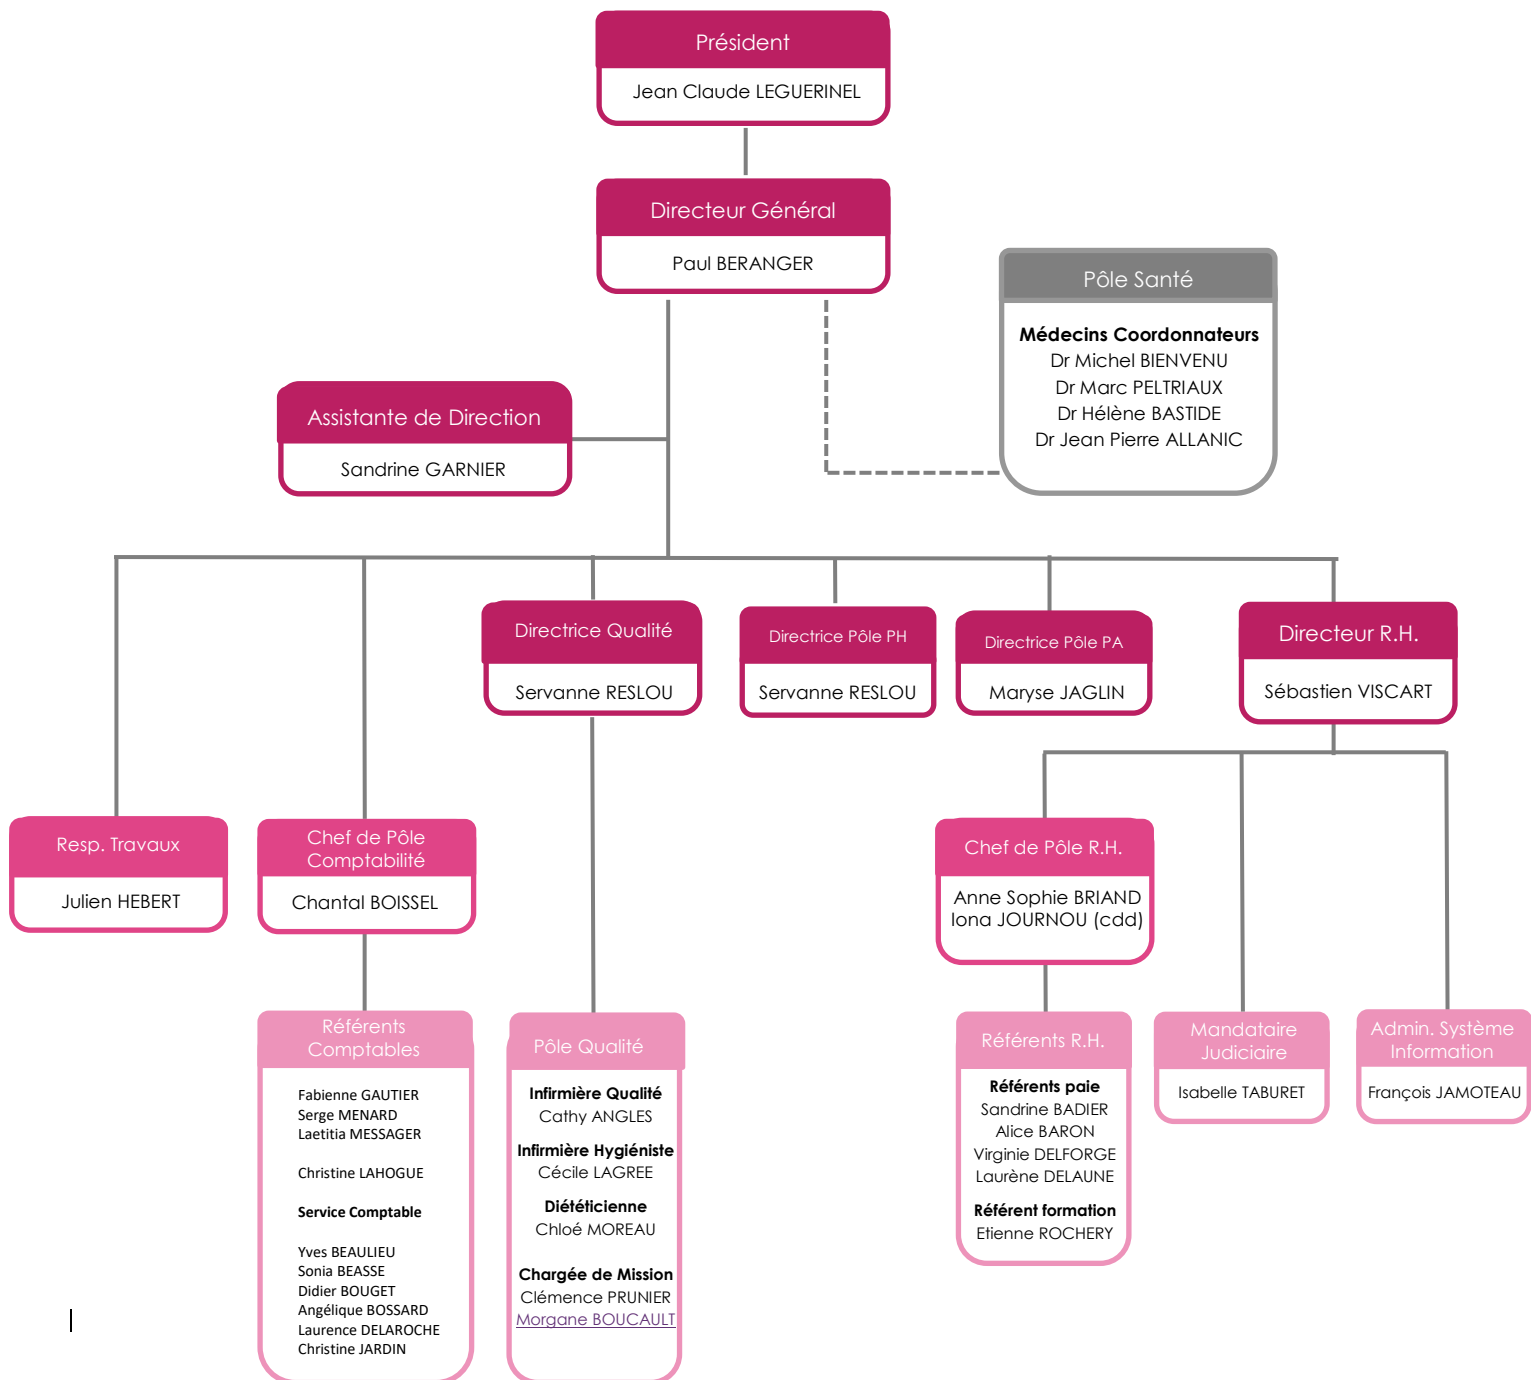 Président
Jean Claude LEGUERINEL
Directeur Général
Paul BERANGER
Pôle Santé
Médecins Coordonnateurs
Dr Michel BIENVENU
Dr Marc PELTRIAUX
Dr Hélène BASTIDE
Dr Jean Pierre ALLANIC
Assistante de Direction
Sandrine GARNIER
Directrice Qualité
Servanne RESLOU
Directrice Pôle PH
Servanne RESLOU
Directrice Pôle PA
Maryse JAGLIN
Directeur R.H.
Sébastien VISCART
Resp. Travaux
Julien HEBERT
Chef de Pôle
Comptabilité
Chantal BOISSEL
Chef de Pôle R.H.
Anne Sophie BRIAND
Iona JOURNOU (cdd)
Référents
Comptables
Fabienne GAUTIER
Serge MENARD
Laetitia MESSAGER
Christine LAHOGUE
Service Comptable
Yves BEAULIEU
Sonia BEASSE
Didier BOUGET
Angélique BOSSARD
Laurence DELAROCHE
Christine JARDIN
Pôle Qualité
Infirmière Qualité
Cathy ANGLES
Infirmière Hygiéniste
Cécile LAGREE
Diététicienne
Chloé MOREAU
Chargée de Mission
Clémence PRUNIER
Morgane BOUCAULT
Référents R.H.
Référents paie
Sandrine BADIER
Alice BARON
Virginie DELFORGE
Laurène DELAUNE
Référent formation
Etienne ROCHERY
Mandataire
Judiciaire
Isabelle TABURET
Admin. Système
Information
François JAMOTEAU